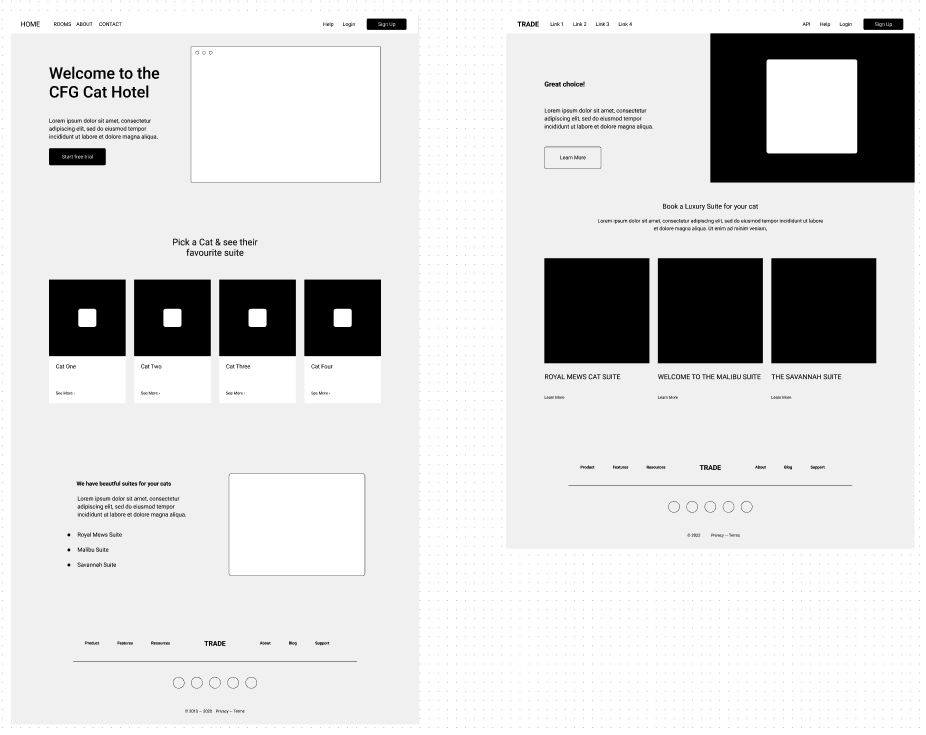 HOME ROOMS ABOUT CONTACT Help Login Sign Up
Welcome to the
CFG Cat Hotel
Lorem ipsum dolor sit amet, consectetur
adipiscing elit, sed do eiusmod tempor
incididunt ut labore et dolore magna aliqua.
Start free trial
Pick a Cat & see their
favourite suite
Cat One Cat Two Cat Three Cat Four
See More › See More › See More › See More ›
We have beautful suites for your cats
Lorem ipsum dolor sit amet, consectetur
adipiscing elit, sed do eiusmod tempor
incididunt ut labore et dolore magna aliqua.
Royal Mews Suite
Malibu Suite
Savannah Suite
Product Features Resources TRADE About Blog Support
© 2010 — 2020 Privacy — Terms
TRADE Link 1 Link 2 Link 3 Link 4 API Help Login Sign Up
Great choice!
Lorem ipsum dolor sit amet, consectetur
adipiscing elit, sed do eiusmod tempor
incididunt ut labore et dolore magna aliqua.
Learn More
Book a Luxury Suite for your cat
Lorem ipsum dolor sit amet, consectetur adipiscing elit, sed do eiusmod tempor incididunt ut labore
et dolore magna aliqua. Ut enim ad minim veniam,
ROYAL MEWS CAT SUITE WELCOME TO THE MALIBU SUITE THE SAVANNAH SUITE
Learn More Learn More Learn More
Product Features Resources TRADE About Blog Support
© 2022 Privacy — Terms